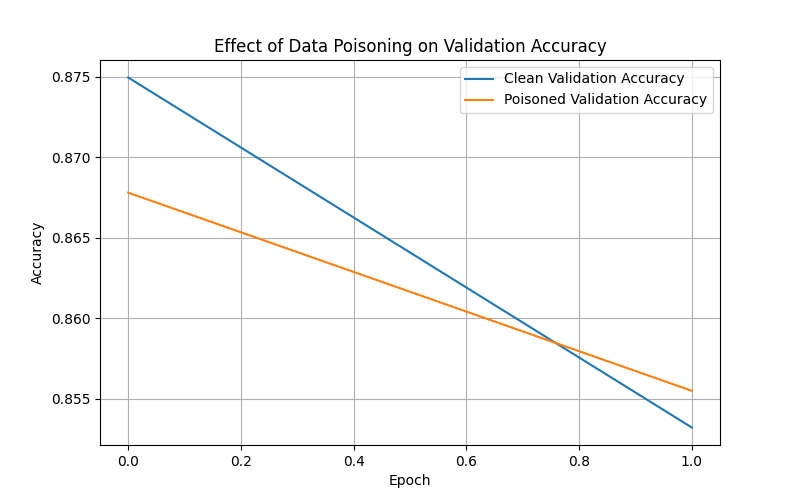 Effect of Data Poisoning on Validation Accuracy
Clean Validation Accuracy
Poisoned Validation Accuracy
Accuracy
0.875
0.870
0.865
0.860
0.855
0.0 0.2 0.4 0.6 0.8 1.0
Epoch